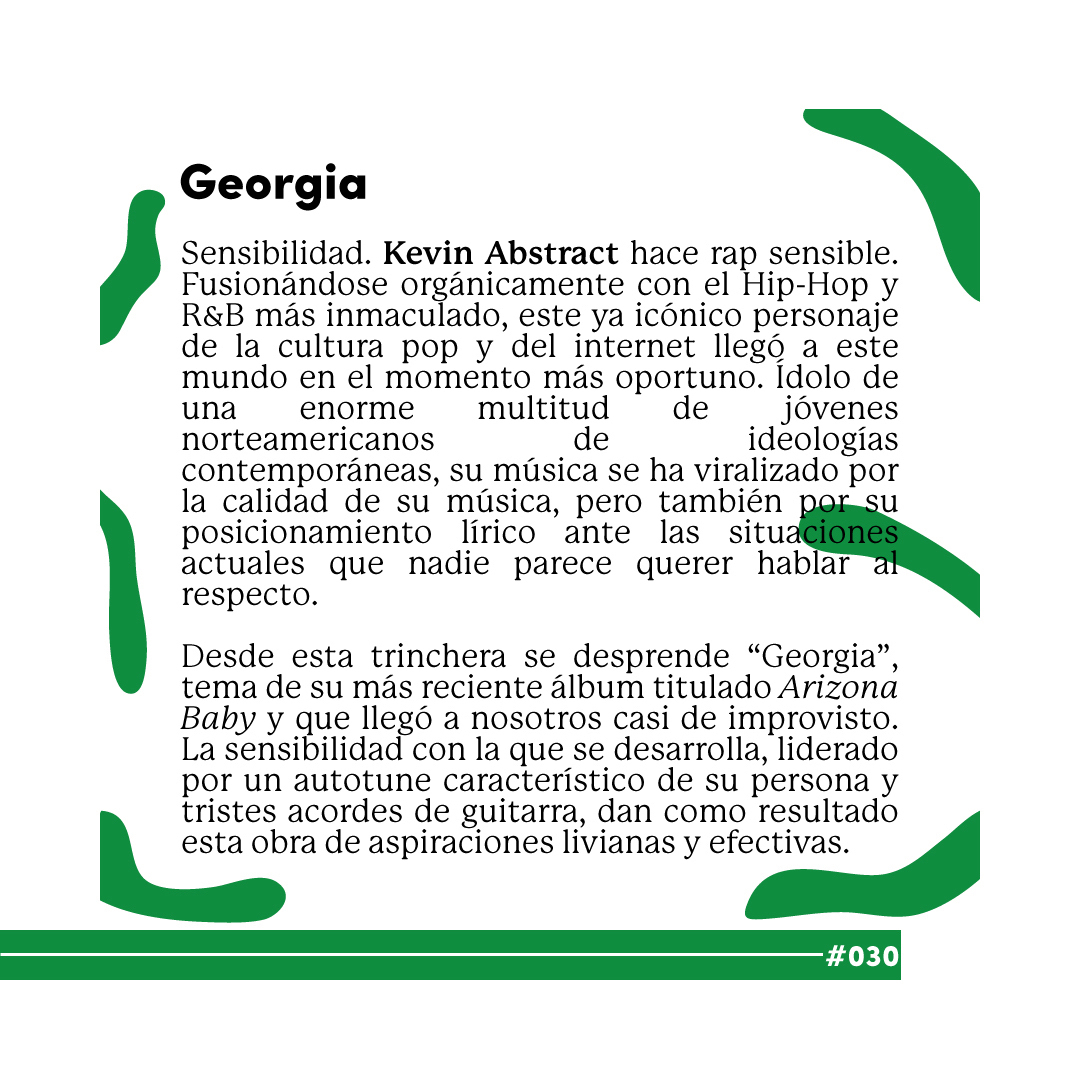 Georgia
Sensibilidad. Kevin Abstract hace rap sensible.
Fusionándose orgánicamente con el Hip-Hop y
R&B más inmaculado, este ya icónico personaje
de la cultura pop y del internet llegó a este
mundo en el momento más oportuno. Ídolo de
una enorme multitud de jóvenes
norteamericanos de ideologías
contemporáneas, su música se ha viralizado por
la calidad de su música, pero también por su
posicionamiento lírico ante las situaciones
actuales que nadie parece querer hablar al
respecto.
Desde esta trinchera se desprende “Georgia”,
tema de su más reciente álbum titulado Arizona
Baby y que llegó a nosotros casi de improvisto.
La sensibilidad con la que se desarrolla, liderado
por un autotune característico de su persona y
tristes acordes de guitarra, dan como resultado
esta obra de aspiraciones livianas y efectivas.
#030